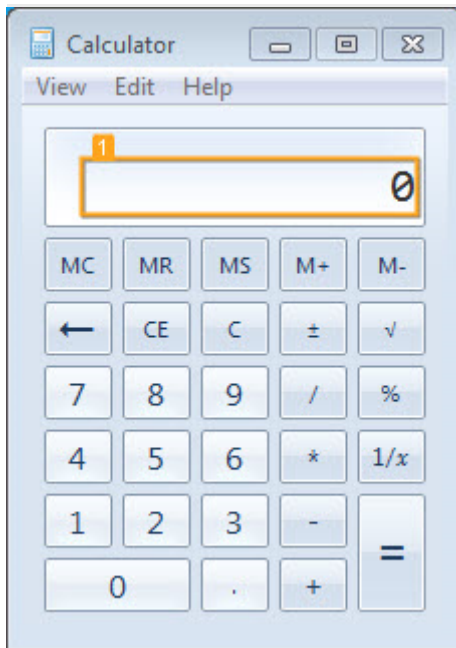 Calculator
View Edit Help
1
0
MC MR MS M+ M-
← CE C ± √
7 8 9 / %
4 5 6 * 1/x
1 2 3 - =
0 . +